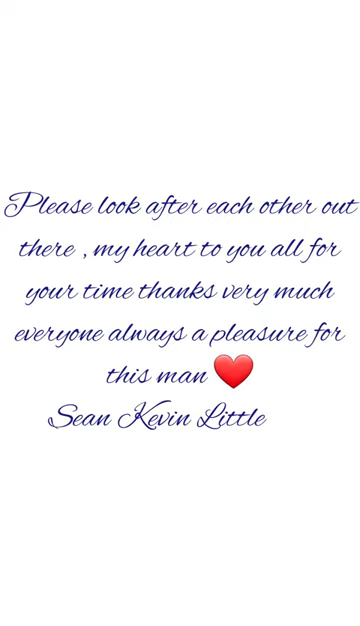 Please look after each other out
there , my heart to you all for
your time thanks very much
everyone always a pleasure for
this man ❤️
Sean Kevin Little